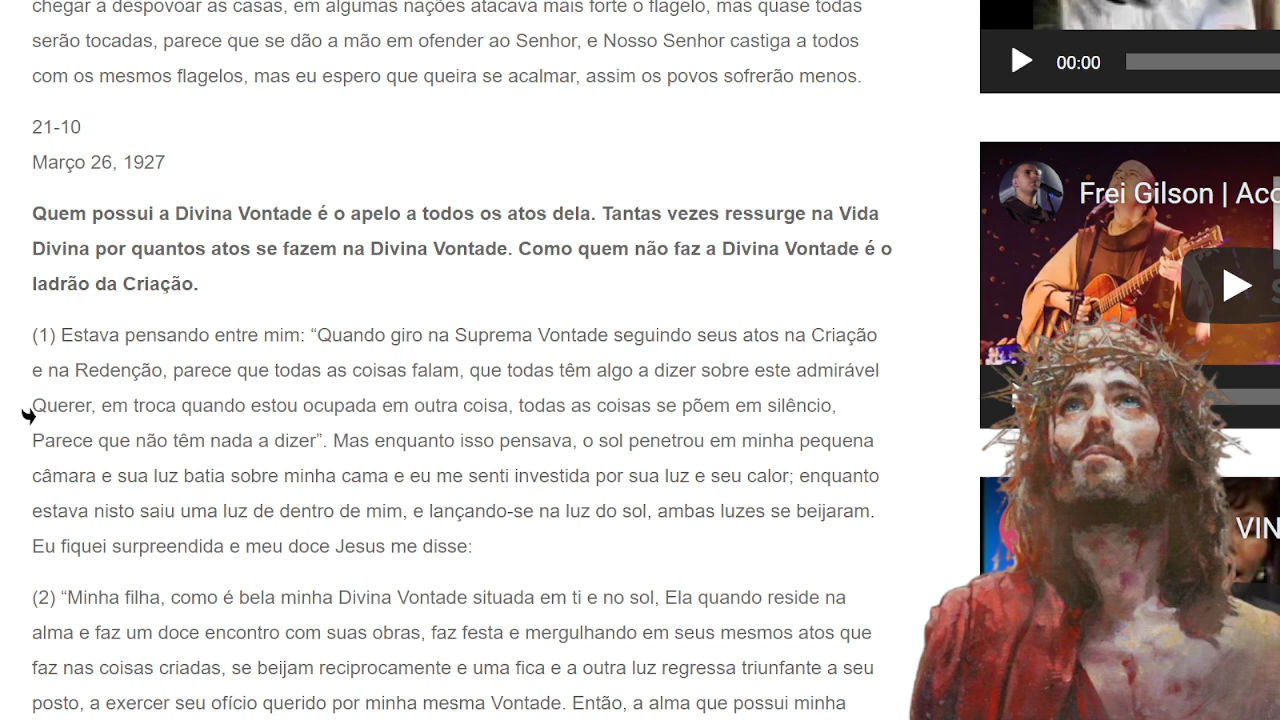 chegar a despovoar as casas, em algumas nações atacava mais forte o flagelo, mas quase todas
serão tocadas, parece que se dão a mão em ofender ao Senhor, e Nosso Senhor castiga a todos
com os mesmos flagelos, mas eu espero que queira se acalmar, assim os povos sofrerão menos.
21-10
Março 26, 1927
Quem possui a Divina Vontade é o apelo a todos os atos dela. Tantas vezes ressurge na Vida
Divina por quantos atos se fazem na Divina Vontade. Como quem não faz a Divina Vontade é o
ladrão da Criação.
(1) Estava pensando entre mim: “Quando giro na Suprema Vontade seguindo seus atos na Criação
e na Redenção, parece que todas as coisas falam, que todas têm algo a dizer sobre este admirável
Querer, em troca quando estou ocupada em outra coisa, todas as coisas se põem em silêncio,
Parece que não têm nada a dizer”. Mas enquanto isso pensava, o sol penetrou em minha pequena
câmara e sua luz batia sobre minha cama e eu me senti investida por sua luz e seu calor; enquanto
estava nisto saiu uma luz de dentro de mim, e lançando-se na luz do sol, ambas luzes se beijaram.
Eu fiquei surpreendida e meu doce Jesus me disse:
(2) “Minha filha, como é bela minha Divina Vontade situada em ti e no sol, Ela quando reside na
alma e faz um doce encontro com suas obras, faz festa e mergulhando em seus mesmos atos que
faz nas coisas criadas, se beijam reciprocamente e uma fica e a outra luz regressa triunfante a seu
posto, a exercer seu ofício querido por minha mesma Vontade. Então, a alma que possui minha
00:00
Frei Gilson | Aco
VIN